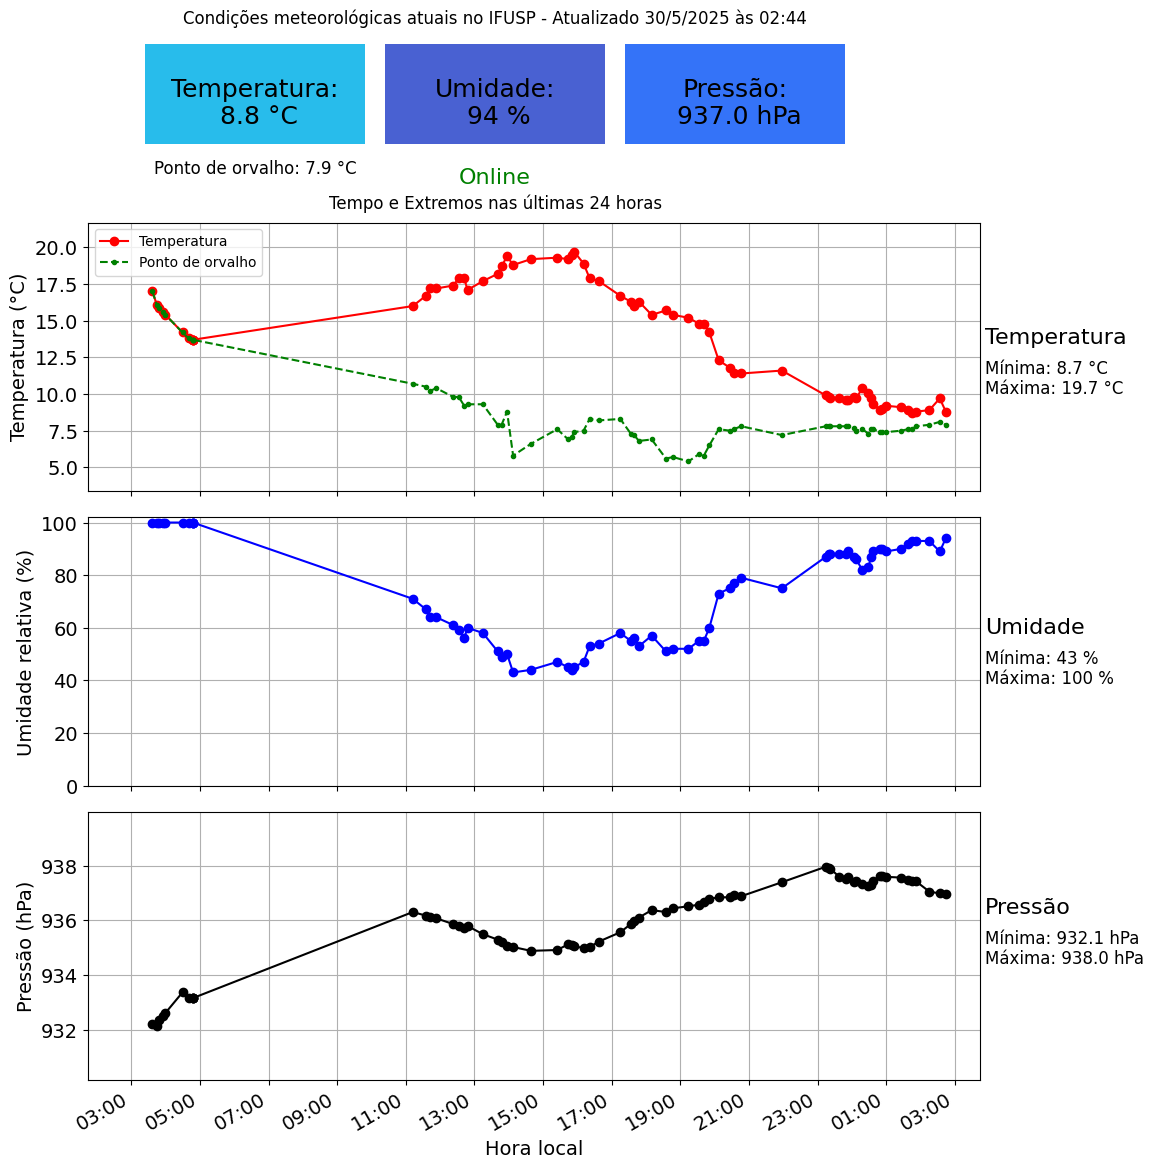 Condições meteorológicas atuais no IFUSP - Atualizado 30/5/2025 às 02:44
Temperatura:
8.8 °C
Umidade:
94 %
Pressão:
937.0 hPa
Ponto de orvalho: 7.9 °C
Online
Tempo e Extremos nas últimas 24 horas
Temperatura
Ponto de orvalho
Temperatura (°C)
20.0
17.5
15.0
12.5
10.0
7.5
5.0
Temperatura
Mínima: 8.7 °C
Máxima: 19.7 °C
Umidade relativa (%)
100
80
60
40
20
0
Umidade
Mínima: 43 %
Máxima: 100 %
Pressão (hPa)
938
936
934
932
Pressão
Mínima: 932.1 hPa
Máxima: 938.0 hPa
03:00
05:00
07:00
09:00
11:00
13:00
15:00
17:00
19:00
21:00
23:00
01:00
03:00
Hora local